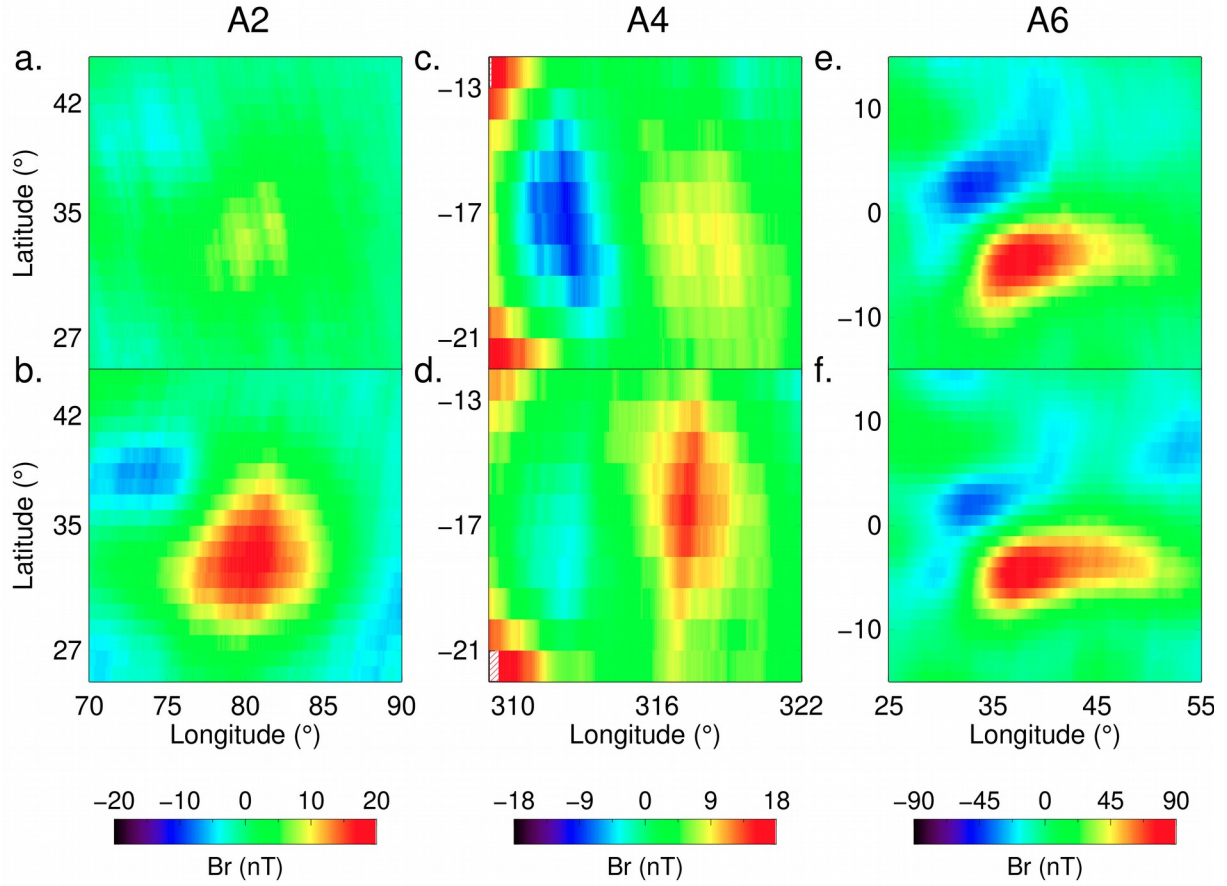 A2 A4 A6
a. c. e.
42 −13 10
35 −17 0
27 −21 −10
Latitude (°)
b. d. f.
42 −13 10
35 −17 0
27 −21 −10
Latitude (°)
70 75 80 85 90 310 316 322 25 35 45 55
Longitude (°) Longitude (°) Longitude (°)
−20 −10 0 10 20 −18 −9 0 9 18 −90 −45 0 45 90
Br (nT) Br (nT) Br (nT)